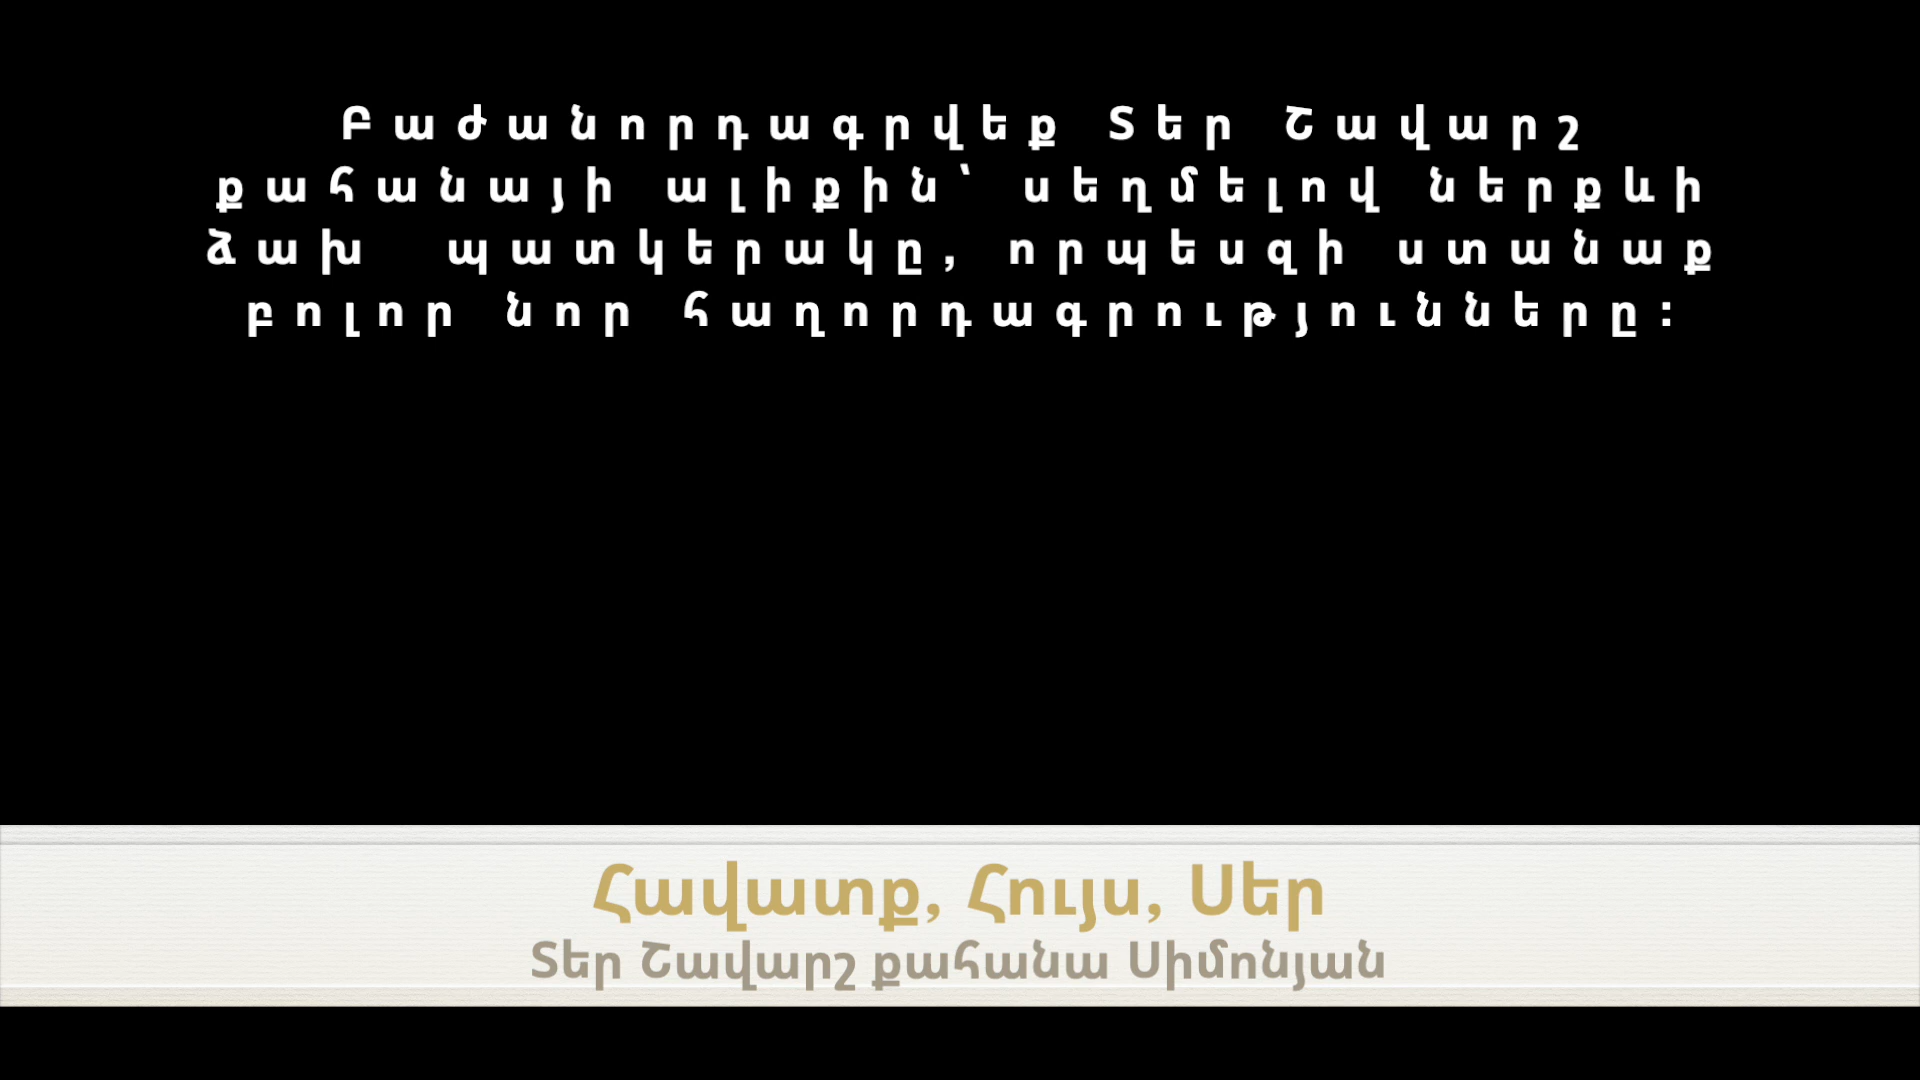 Բաժանորդագրվեք Տեր Շավարշ
քահանայի ալիքին՝ սեղմելով ներքևի
ձախ պատկերակը, որպեսզի ստանաք
բոլոր նոր հաղորդագրությունները:
Հավատք, Հույս, Սեր
Տեր Շավարշ քահանա Սիմոնյան